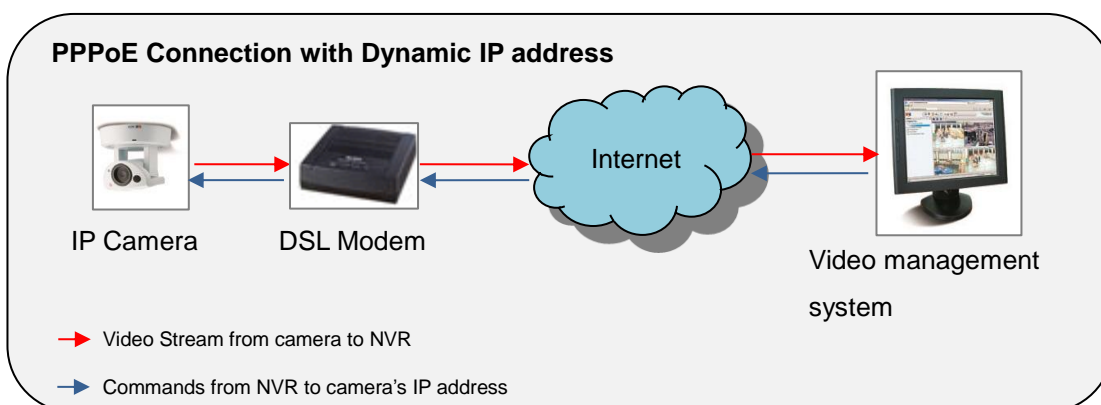 PPPoE Connection with Dynamic IP address
Internet
IP Camera
DSL Modem
Video management
system
Video Stream from camera to NVR
Commands from NVR to camera's IP address